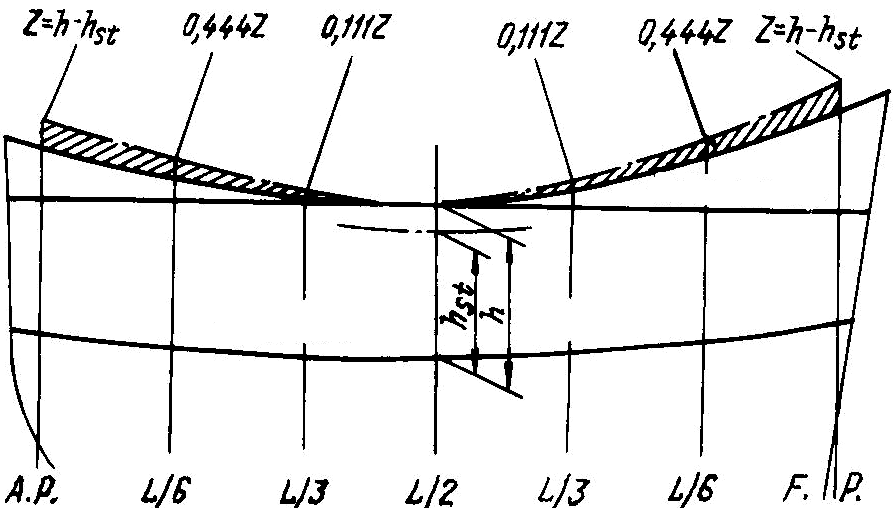 Z=h-hst 0,444Z 0,111Z 0,111Z 0,444Z Z=h-hst
hst
h
A.P. L/6 L/3 L/2 L/3 L/6 F. P.